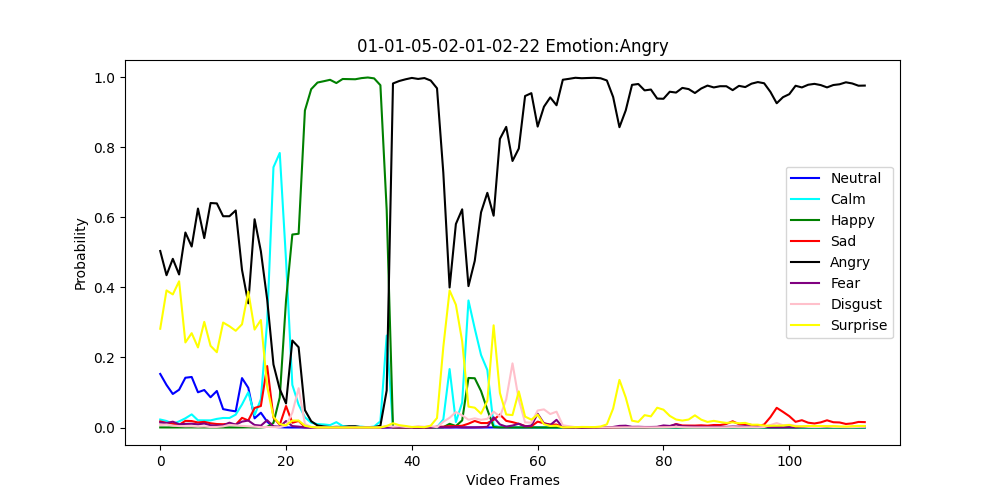 01-01-05-02-01-02-22 Emotion:Angry
1.0
0.8
0.6
0.4
0.2
0.0
Probability
0 20 40 60 80 100
Video Frames
Neutral
Calm
Happy
Sad
Angry
Fear
Disgust
Surprise